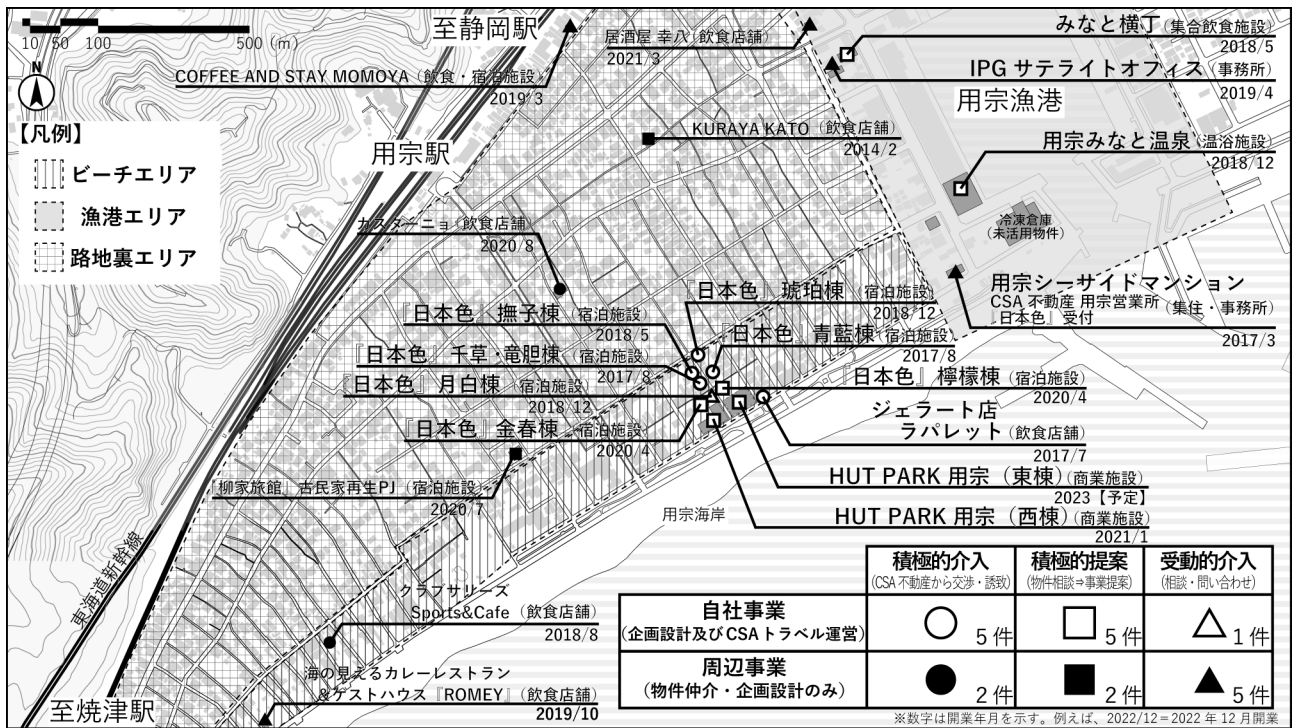 10 50 100 500（m）
N
【凡例】
ビーチエリア
漁港エリア
路地裏エリア
至静岡駅
COFFEE AND STAY MOMOYA（飲食・宿泊施設）
2019/3
用宗駅
居酒屋 幸八(飲食店舗)
2021/3
みなと横丁(集合飲食施設)
2018/5
IPG サテライトオフィス(事務所)
2019/4
用宗漁港
KURAYA KATO（飲食店舗）
2014/2
用宗みなと温泉(温浴施設)
2018/12
冷凍倉庫
(未活用物件)
カスターニョ(飲食店舗)
2020/8
用宗シーサイドマンション
CSA 不動産 用宗営業所
『日本色』受付
(集住・事務所)
2017/3
『日本色』琥珀棟(宿泊施設)
2018/12
『日本色』撫子棟(宿泊施設)
2018/5
『日本色』青藍棟(宿泊施設)
2017/8
『日本色』千草・竜胆棟(宿泊施設)
2017/8
『日本色』月白棟(宿泊施設)
2018/12
『日本色』檸檬棟(宿泊施設)
2020/4
『日本色』金春棟(宿泊施設)
2020/4
ジェラート店
ラパレット(飲食店舗)
2017/7
『柳家旅館』古民家再生PJ（宿泊施設）
2020/7
HUT PARK 用宗（東棟）(商業施設)
2023【予定】
HUT PARK 用宗（西棟）(商業施設)
2021/1
用宗海岸
東海道新幹線
クラブサリーズ
Sports&Cafe（飲食店舗）
2018/8
海の見えるカレーレストラン
&ゲストハウス『ROMEY』(飲食店舗)
2019/10
至焼津駅
積極的介入 積極的提案 受動的介入
(CSA 不動産から交渉・誘致) (物件相談⇒事業提案) (相談・問い合わせ)
自社事業
(企画設計及び CSA トラベル運営)
5 件 5 件 1 件
周辺事業
(物件仲介・企画設計のみ)
2 件 2 件 5 件
※数字は開業年月を示す。例えば、2022/12＝2022 年 12 月開業